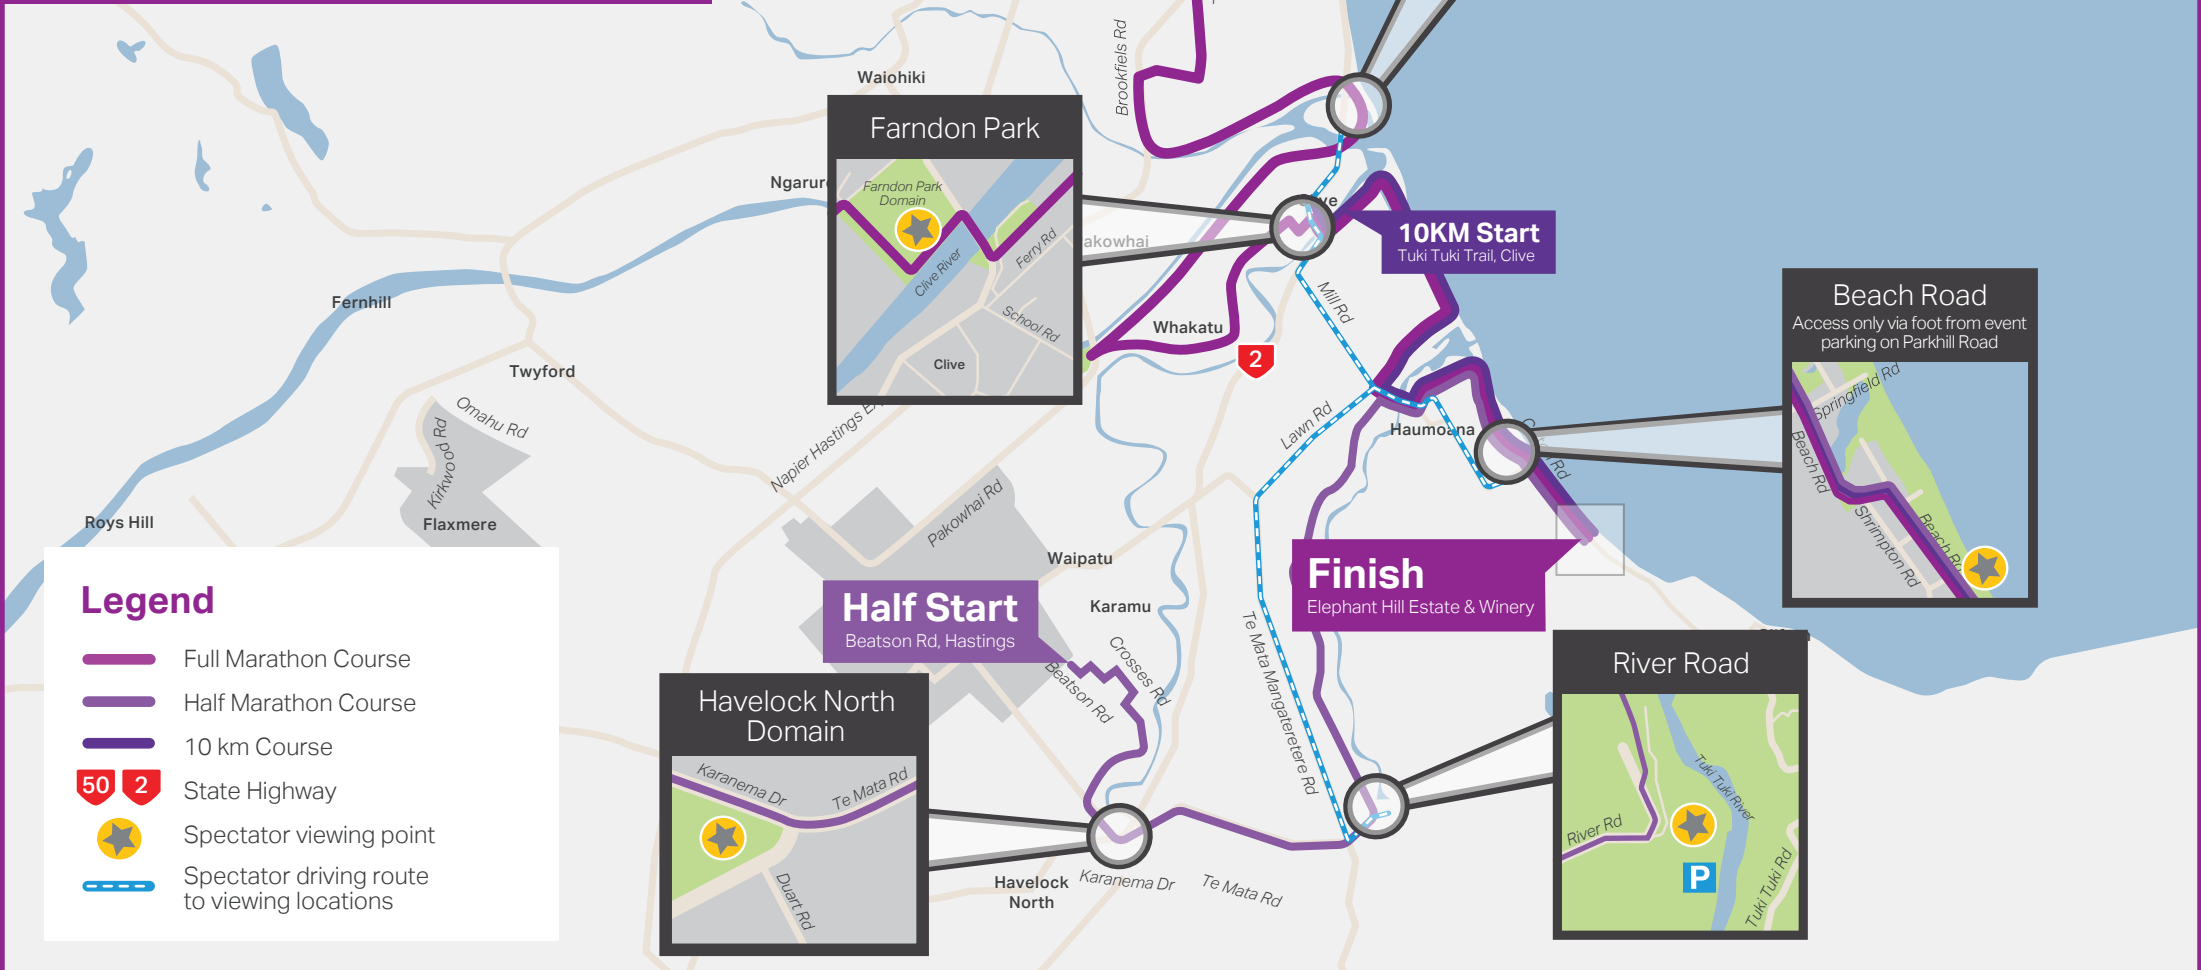 Brookfiels Rd
Waiohiki
Farndon Park
Farndon Park
Domain
Clive River
Ferry Rd
School Rd
Clive
akowhai
10KM Start
Tuki Tuki Trail, Clive
Mill Rd
Whakatu
2
Fernhill
Twyford
Omahu Rd
Kirkwood Rd
Flaxmere
Roys Hill
Napier Hastings
Pakowhai Rd
Lawn Rd
Haumoana
Beach Road
Access only via foot from event
parking on Parkhill Road
Springfield Rd
Beach Rd
Shrimpton Rd
Beach Rd
Waipatu
Karamu
Half Start
Beatson Rd, Hastings
Beatson Rd
Crosses Rd
Finish
Elephant Hill Estate & Winery
Te Mata Mangateretere Rd
River Road
River Rd
Tuki Tuki River
P
Tuki Tuki Rd
Havelock North
Domain
Karanema Dr
Te Mata Rd
Duart Rd
Havelock
North
Karanema Dr
Te Mata Rd
Legend
Full Marathon Course
Half Marathon Course
10 km Course
50 2 State Highway
Spectator viewing point
Spectator driving route
to viewing locations